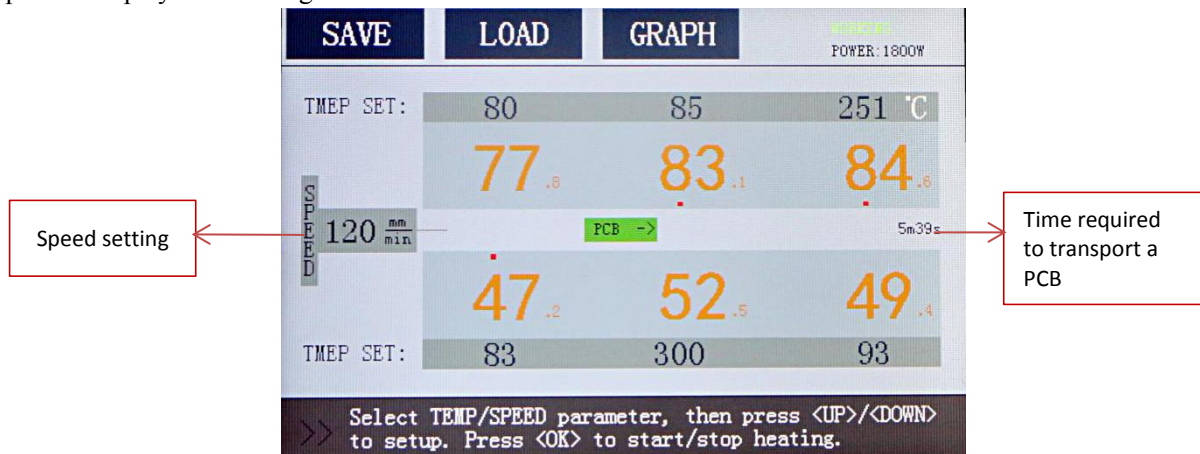 SAVE LOAD GRAPH
POWER:1800W
TMEP SET: 80 85 251 ℃
77.8 83.1 84.6
SPEED
120 mm/min
PCB ->
5m39s
Speed setting
Time required
to transport a
PCB
47.2 52.5 49.4
TMEP SET: 83 300 93
>> Select TEMP/SPEED parameter, then press <UP>/<DOWN>
to setup. Press <OK> to start/stop heating.